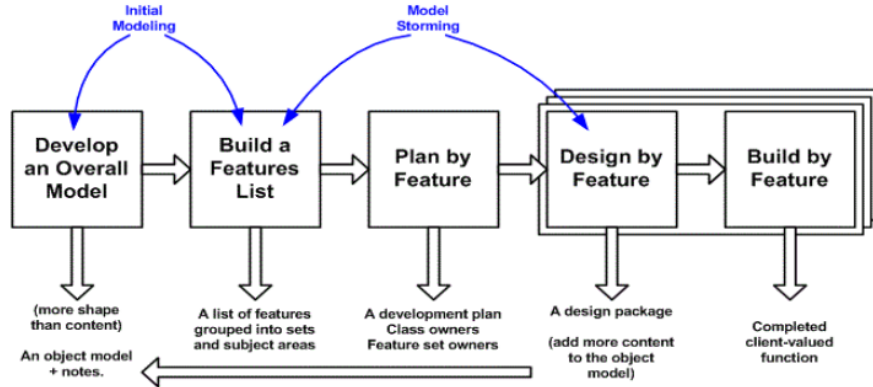 Initial
Modeling
Model
Storming
Develop
an Overall
Model
Build a
Features
List
Plan by
Feature
Design by
Feature
Build by
Feature
(more shape
than content)
An object model
+ notes.
A list of features
grouped into sets
and subject areas
A development plan
Class owners
Feature set owners
A design package
(add more content
to the object
model)
Completed
client-valued
function